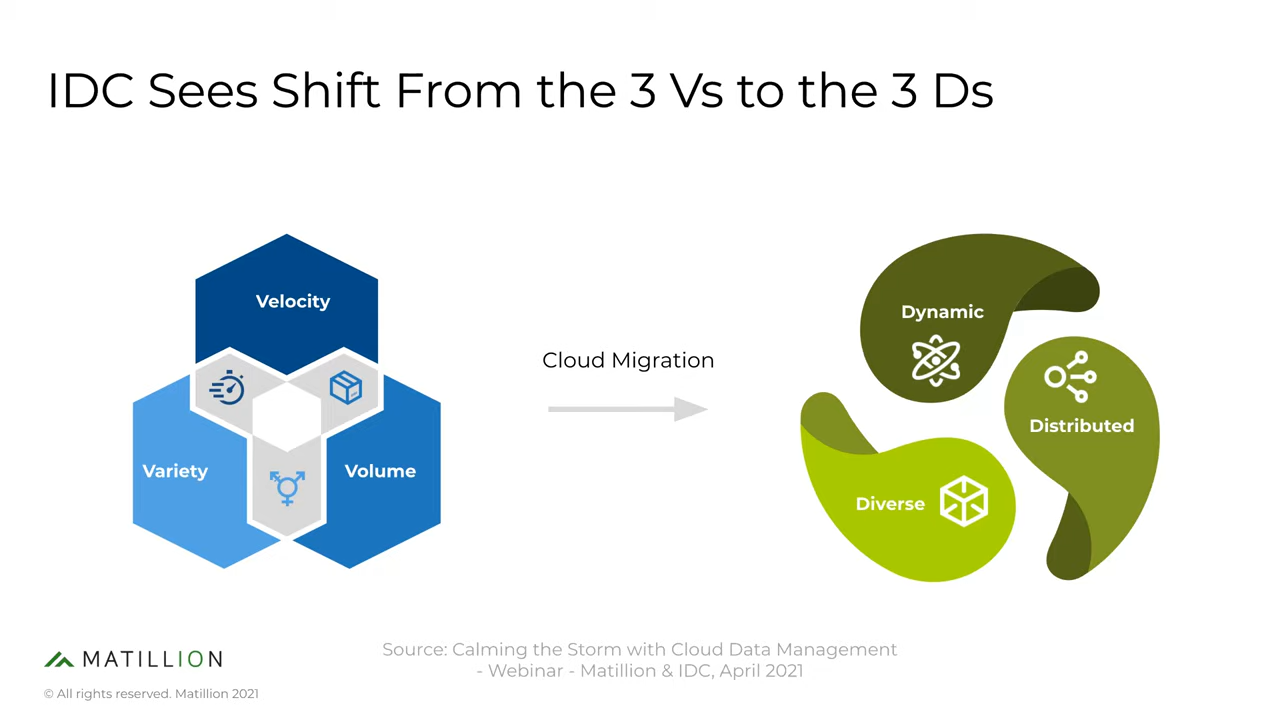 IDC Sees Shift From the 3 Vs to the 3 Ds
Velocity
Variety
Volume
Cloud Migration
Dynamic
Distributed
Diverse
MATILLION
© All rights reserved. Matillion 2021
Source: Calming the Storm with Cloud Data Management
- Webinar - Matillion & IDC, April 2021